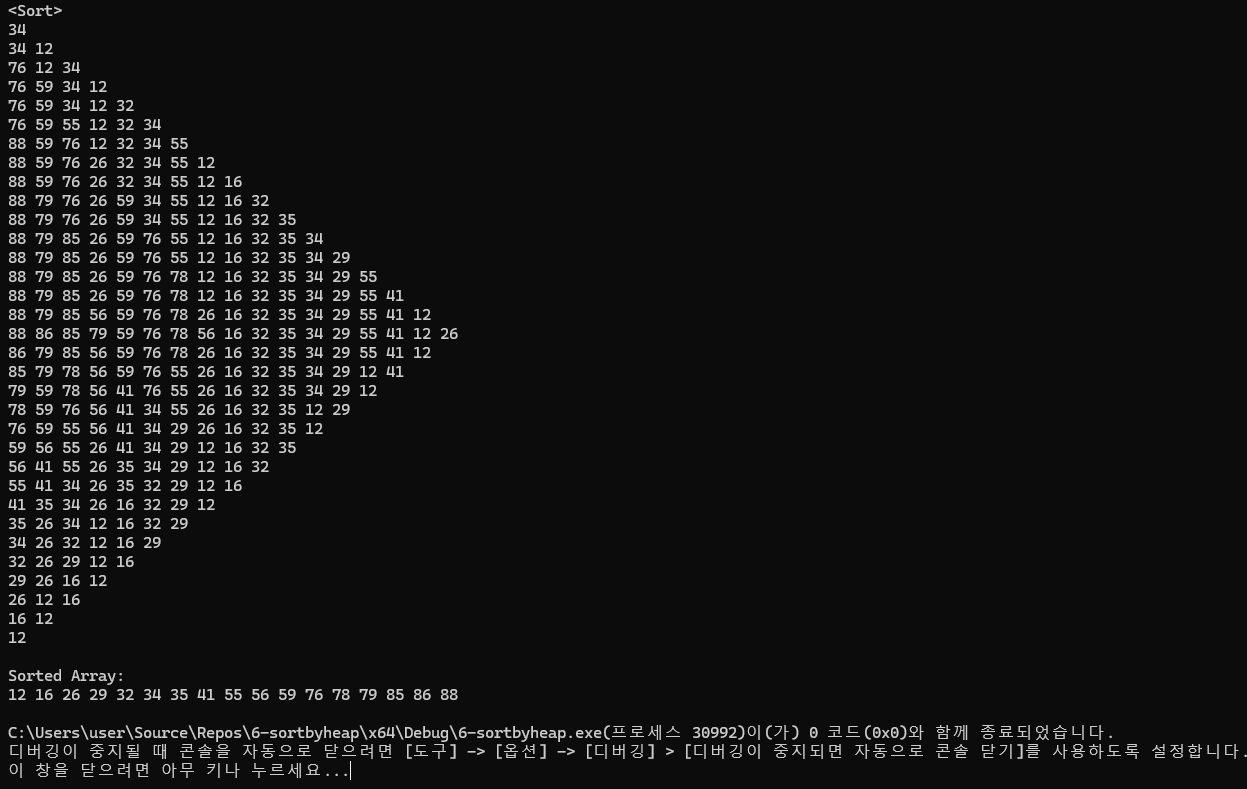 <Sort>
34
34 12
76 12 34
76 59 34 12
76 59 34 12 32
76 59 55 12 32 34
88 59 76 12 32 34 55
88 59 76 26 32 34 55 12
88 59 76 26 32 34 55 12 16
88 79 76 26 59 34 55 12 16 32
88 79 76 26 59 34 55 12 16 32 35
88 79 85 26 59 76 55 12 16 32 35 34
88 79 85 26 59 76 55 12 16 32 35 34 29
88 79 85 26 59 76 78 12 16 32 35 34 29 55
88 79 85 26 59 76 78 12 16 32 35 34 29 55 41
88 79 85 56 59 76 78 26 16 32 35 34 29 55 41 12
88 86 85 79 59 76 78 56 16 32 35 34 29 55 41 12 26
86 79 85 56 59 76 78 26 16 32 35 34 29 55 41 12
85 79 78 56 59 76 55 26 16 32 35 34 29 12 41
79 59 78 56 41 76 55 26 16 32 35 34 29 12
78 59 76 56 41 34 55 26 16 32 35 12 29
76 59 55 56 41 34 29 26 16 32 35 12
59 56 55 26 41 34 29 12 16 32 35
56 41 55 26 35 34 29 12 16 32
55 41 34 26 35 32 29 12 16
41 35 34 26 16 32 29 12
35 26 34 12 16 32 29
34 26 32 12 16 29
32 26 29 12 16
29 26 16 12
26 12 16
16 12
12
Sorted Array:
12 16 26 29 32 34 35 41 55 56 59 76 78 79 85 86 88
C:\Users\user\Source\Repos\6-sortbyheap\x64\Debug\6-sortbyheap.exe(프로세스 30992)이(가) 0 코드(0x0)와 함께 종료되었습니다.
디버깅이 중지될 때 콘솔을 자동으로 닫으려면 [도구] -> [옵션] -> [디버깅] > [디버깅이 중지되면 자동으로 콘솔 닫기]를 사용하도록 설정합니다.
이 창을 닫으려면 아무 키나 누르세요...